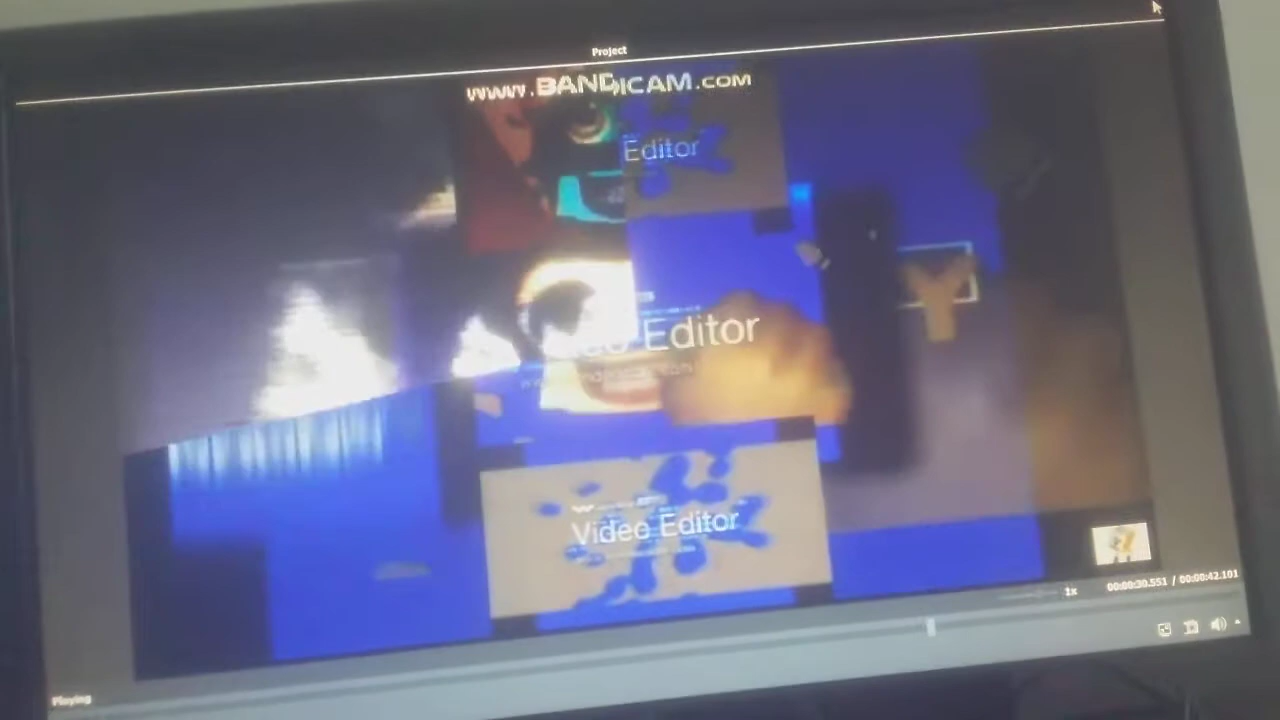 Project
www.BANDICAM.COM
Editor
Editor
Video Editor
1x
00:00:30.551 / 00:00:42.101
Playing